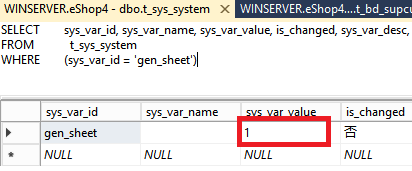 WINSERVER.eShop4 - dbo.t_sys_system
WINSERVER.eShop4....t_bd_supcu
SELECT sys_var_id, sys_var_name, sys_var_value, is_changed, sys_var_desc,
FROM t_sys_system
WHERE (sys_var_id = 'gen_sheet')
sys_var_id sys_var_name sys_var_value is_changed
gen_sheet 1 否
NULL NULL NULL NULL